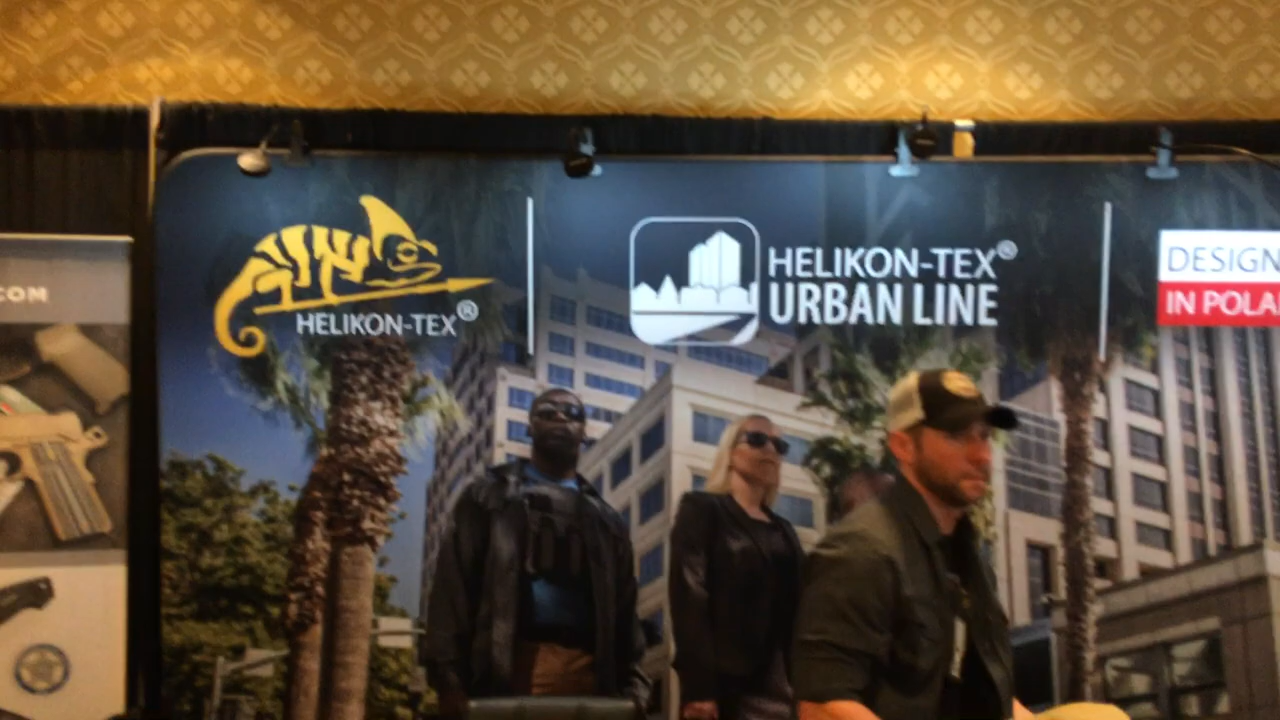 .COM
HELIKON-TEX®
HELIKON-TEX®
URBAN LINE
DESIGN
IN POLA